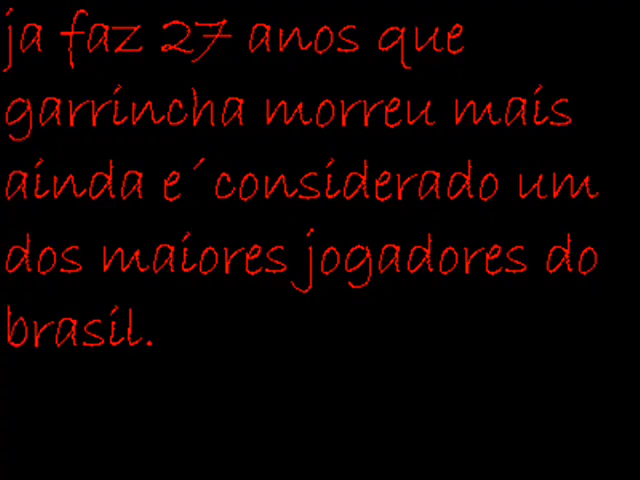 ja faz 27 anos que
garrincha morreu mais
ainda e´considerado um
dos maiores jogadores do
brasil.